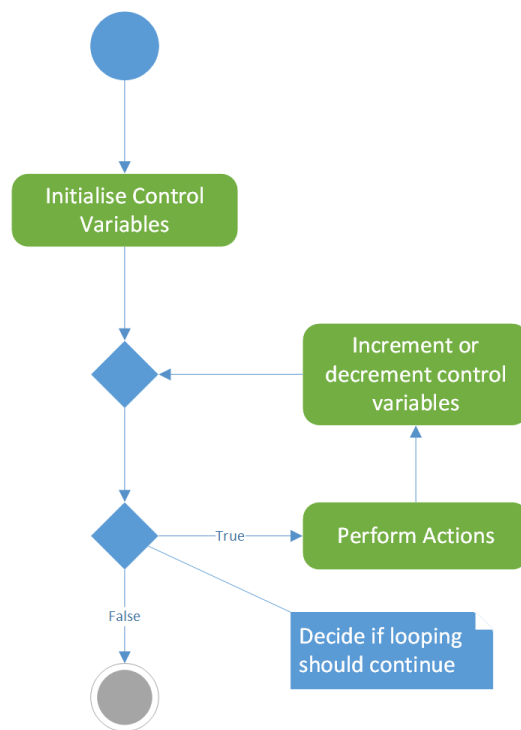 Initialise Control
Variables
Increment or
decrement control
variables
True
Perform Actions
False
Decide if looping
should continue